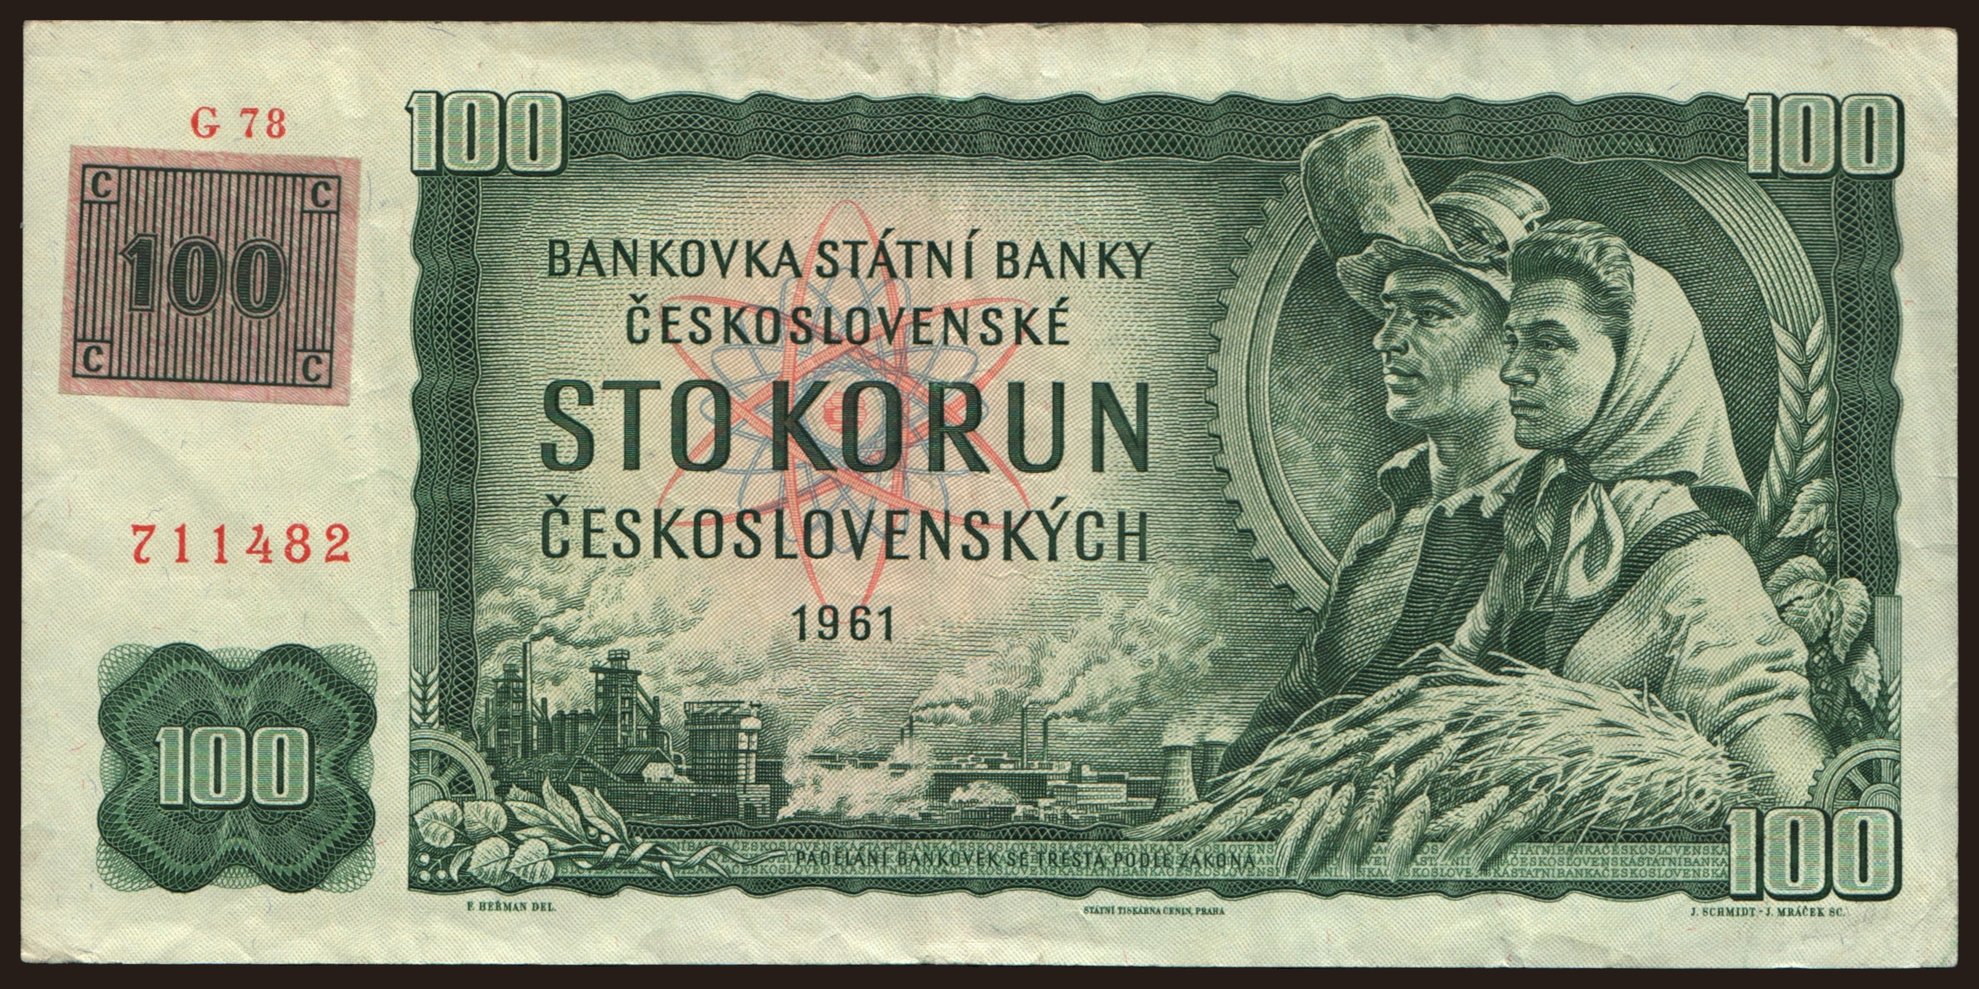 G 78
C C
100
C C
711482
100
100
100
BANKOVKA STÁTNÍ BANKY
ČESKOSLOVENSKÉ
STO KORUN
ČESKOSLOVENSKÝCH
1961
PADĚLÁNÍ BANKOVEK SE TRESTÁ PODLE ZÁKONA
100
F. HEŘMAN DEL.
STÁTNÍ TISKÁRNA CENIN, PRAHA
J. SCHMIDT - J. MRÁČEK SC.